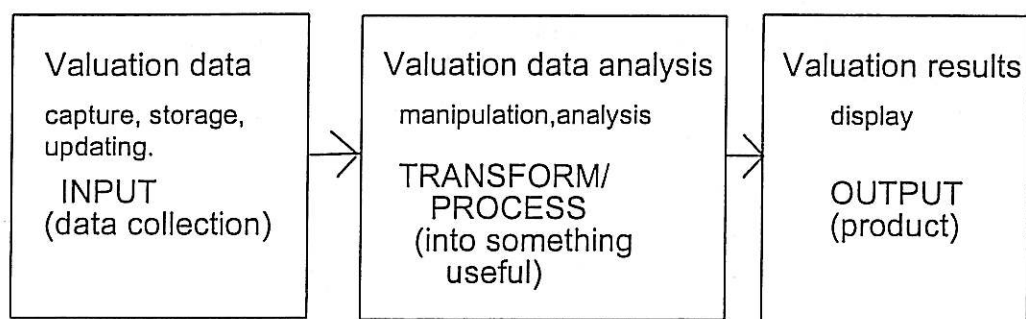 Valuation data
capture, storage,
updating.
INPUT
(data collection)
Valuation data analysis
manipulation,analysis
TRANSFORM/
PROCESS
(into something
useful)
Valuation results
display
OUTPUT
(product)